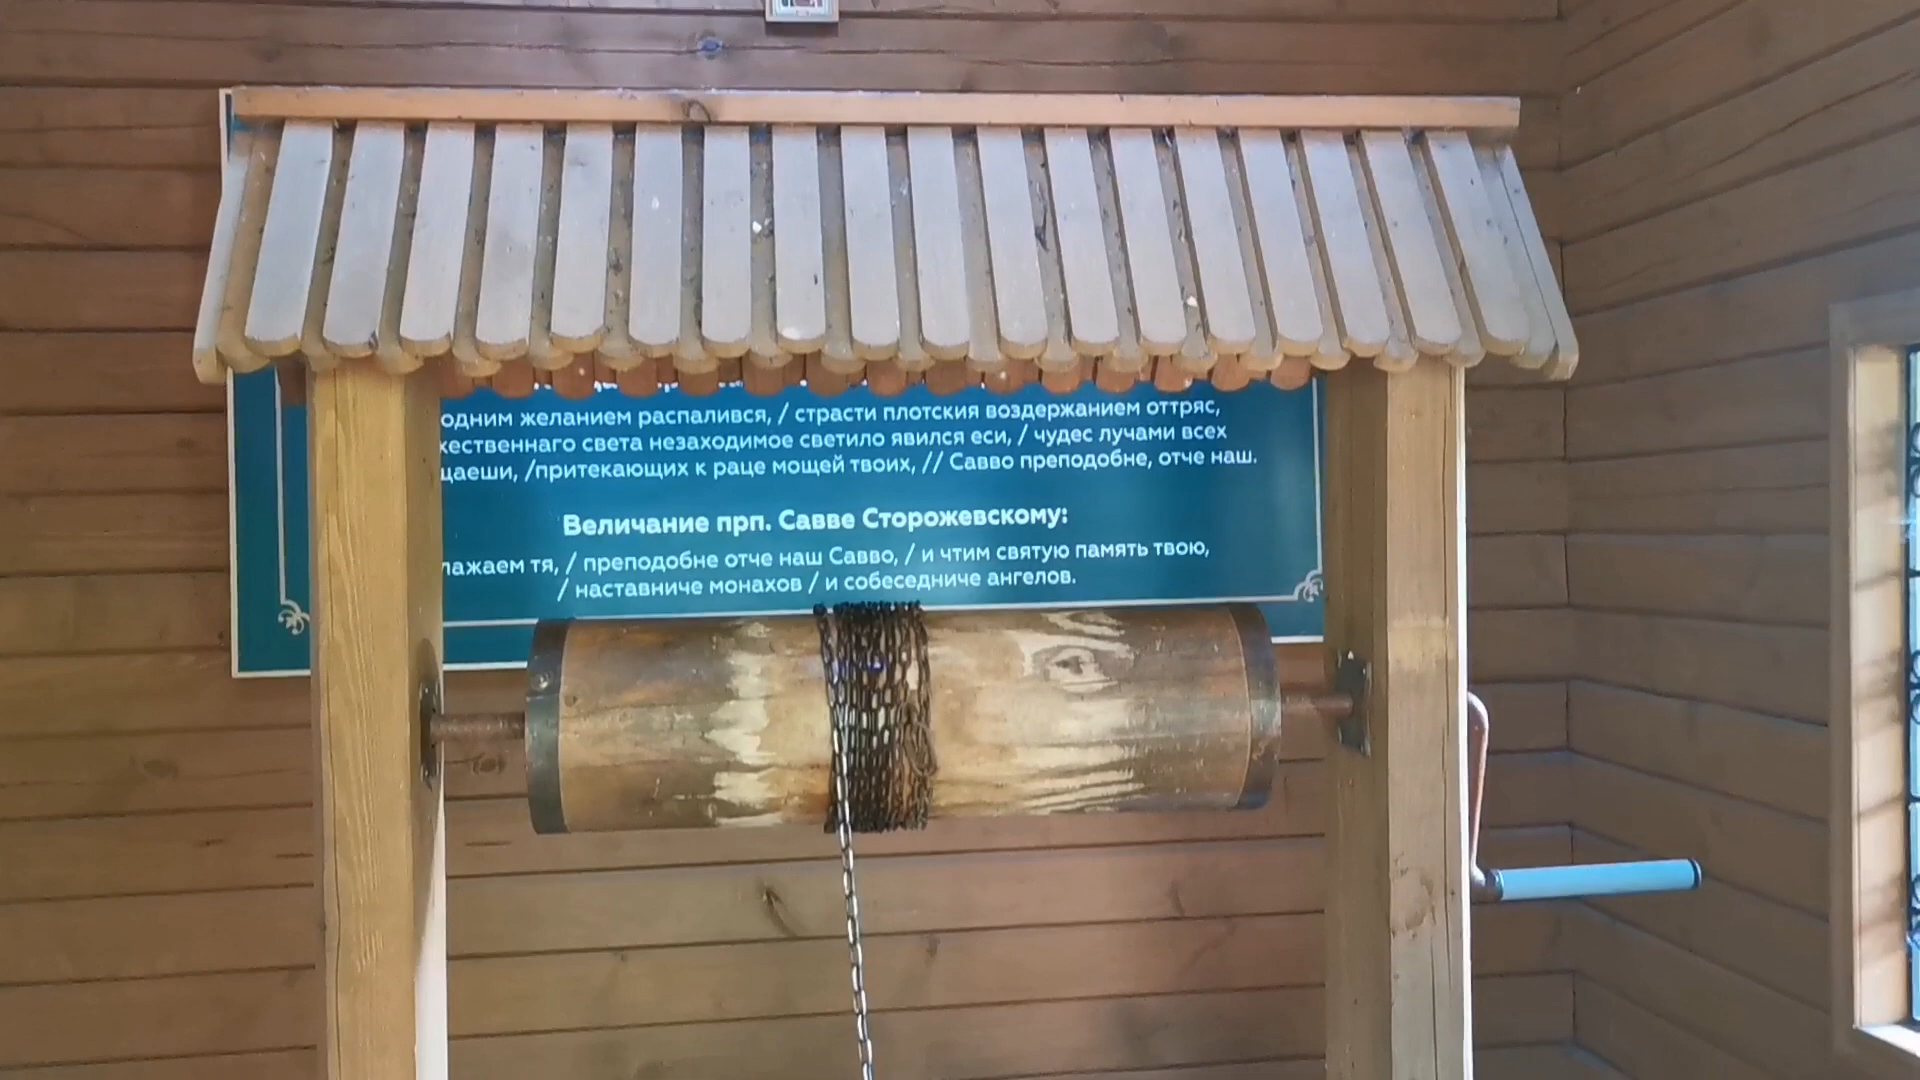 одним желанием распалився, / страсти плотския воздержанием оттряс,
жественнаго света незаходимое светило явился еси, / чудес лучами всех
щаеши, /притекающих к раце мощей твоих, // Савво преподобне, отче наш.
Величание прп. Савве Сторожевскому:
лажаем тя, / преподобне отче наш Савво, / и чтим святую память твою,
/ наставниче монахов / и собеседниче ангелов.